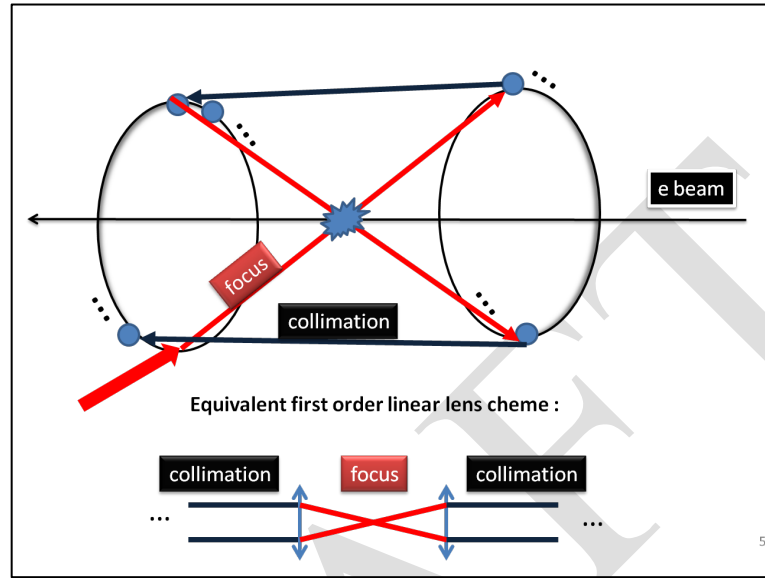 e beam
focus
collimation
Equivalent first order linear lens cheme :
collimation focus collimation
... ...
5